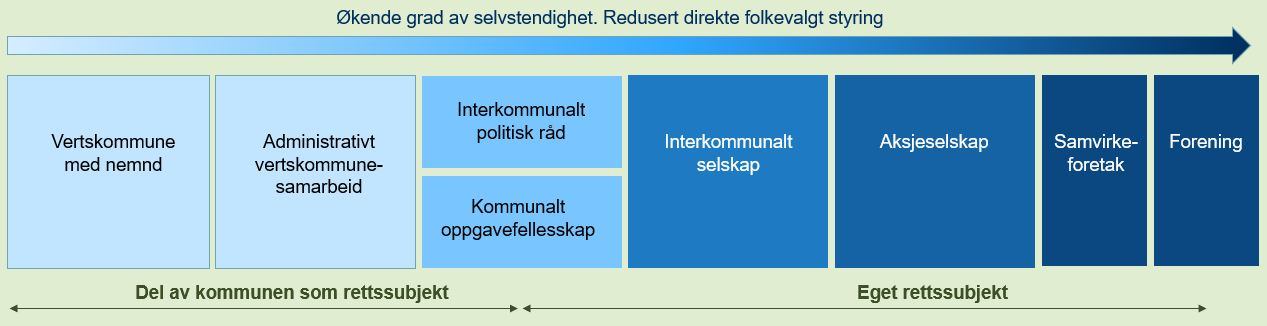 Økende grad av selvstendighet. Redusert direkte folkevalgt styring
Vertskommune
med nemnd
Administrativt
vertskommune-
samarbeid
Interkommunalt
politisk råd
Kommunalt
oppgavefellesskap
Interkommunalt
selskap
Aksjeselskap
Samvirke-
foretak
Forening
Del av kommunen som rettssubjekt
Eget rettssubjekt